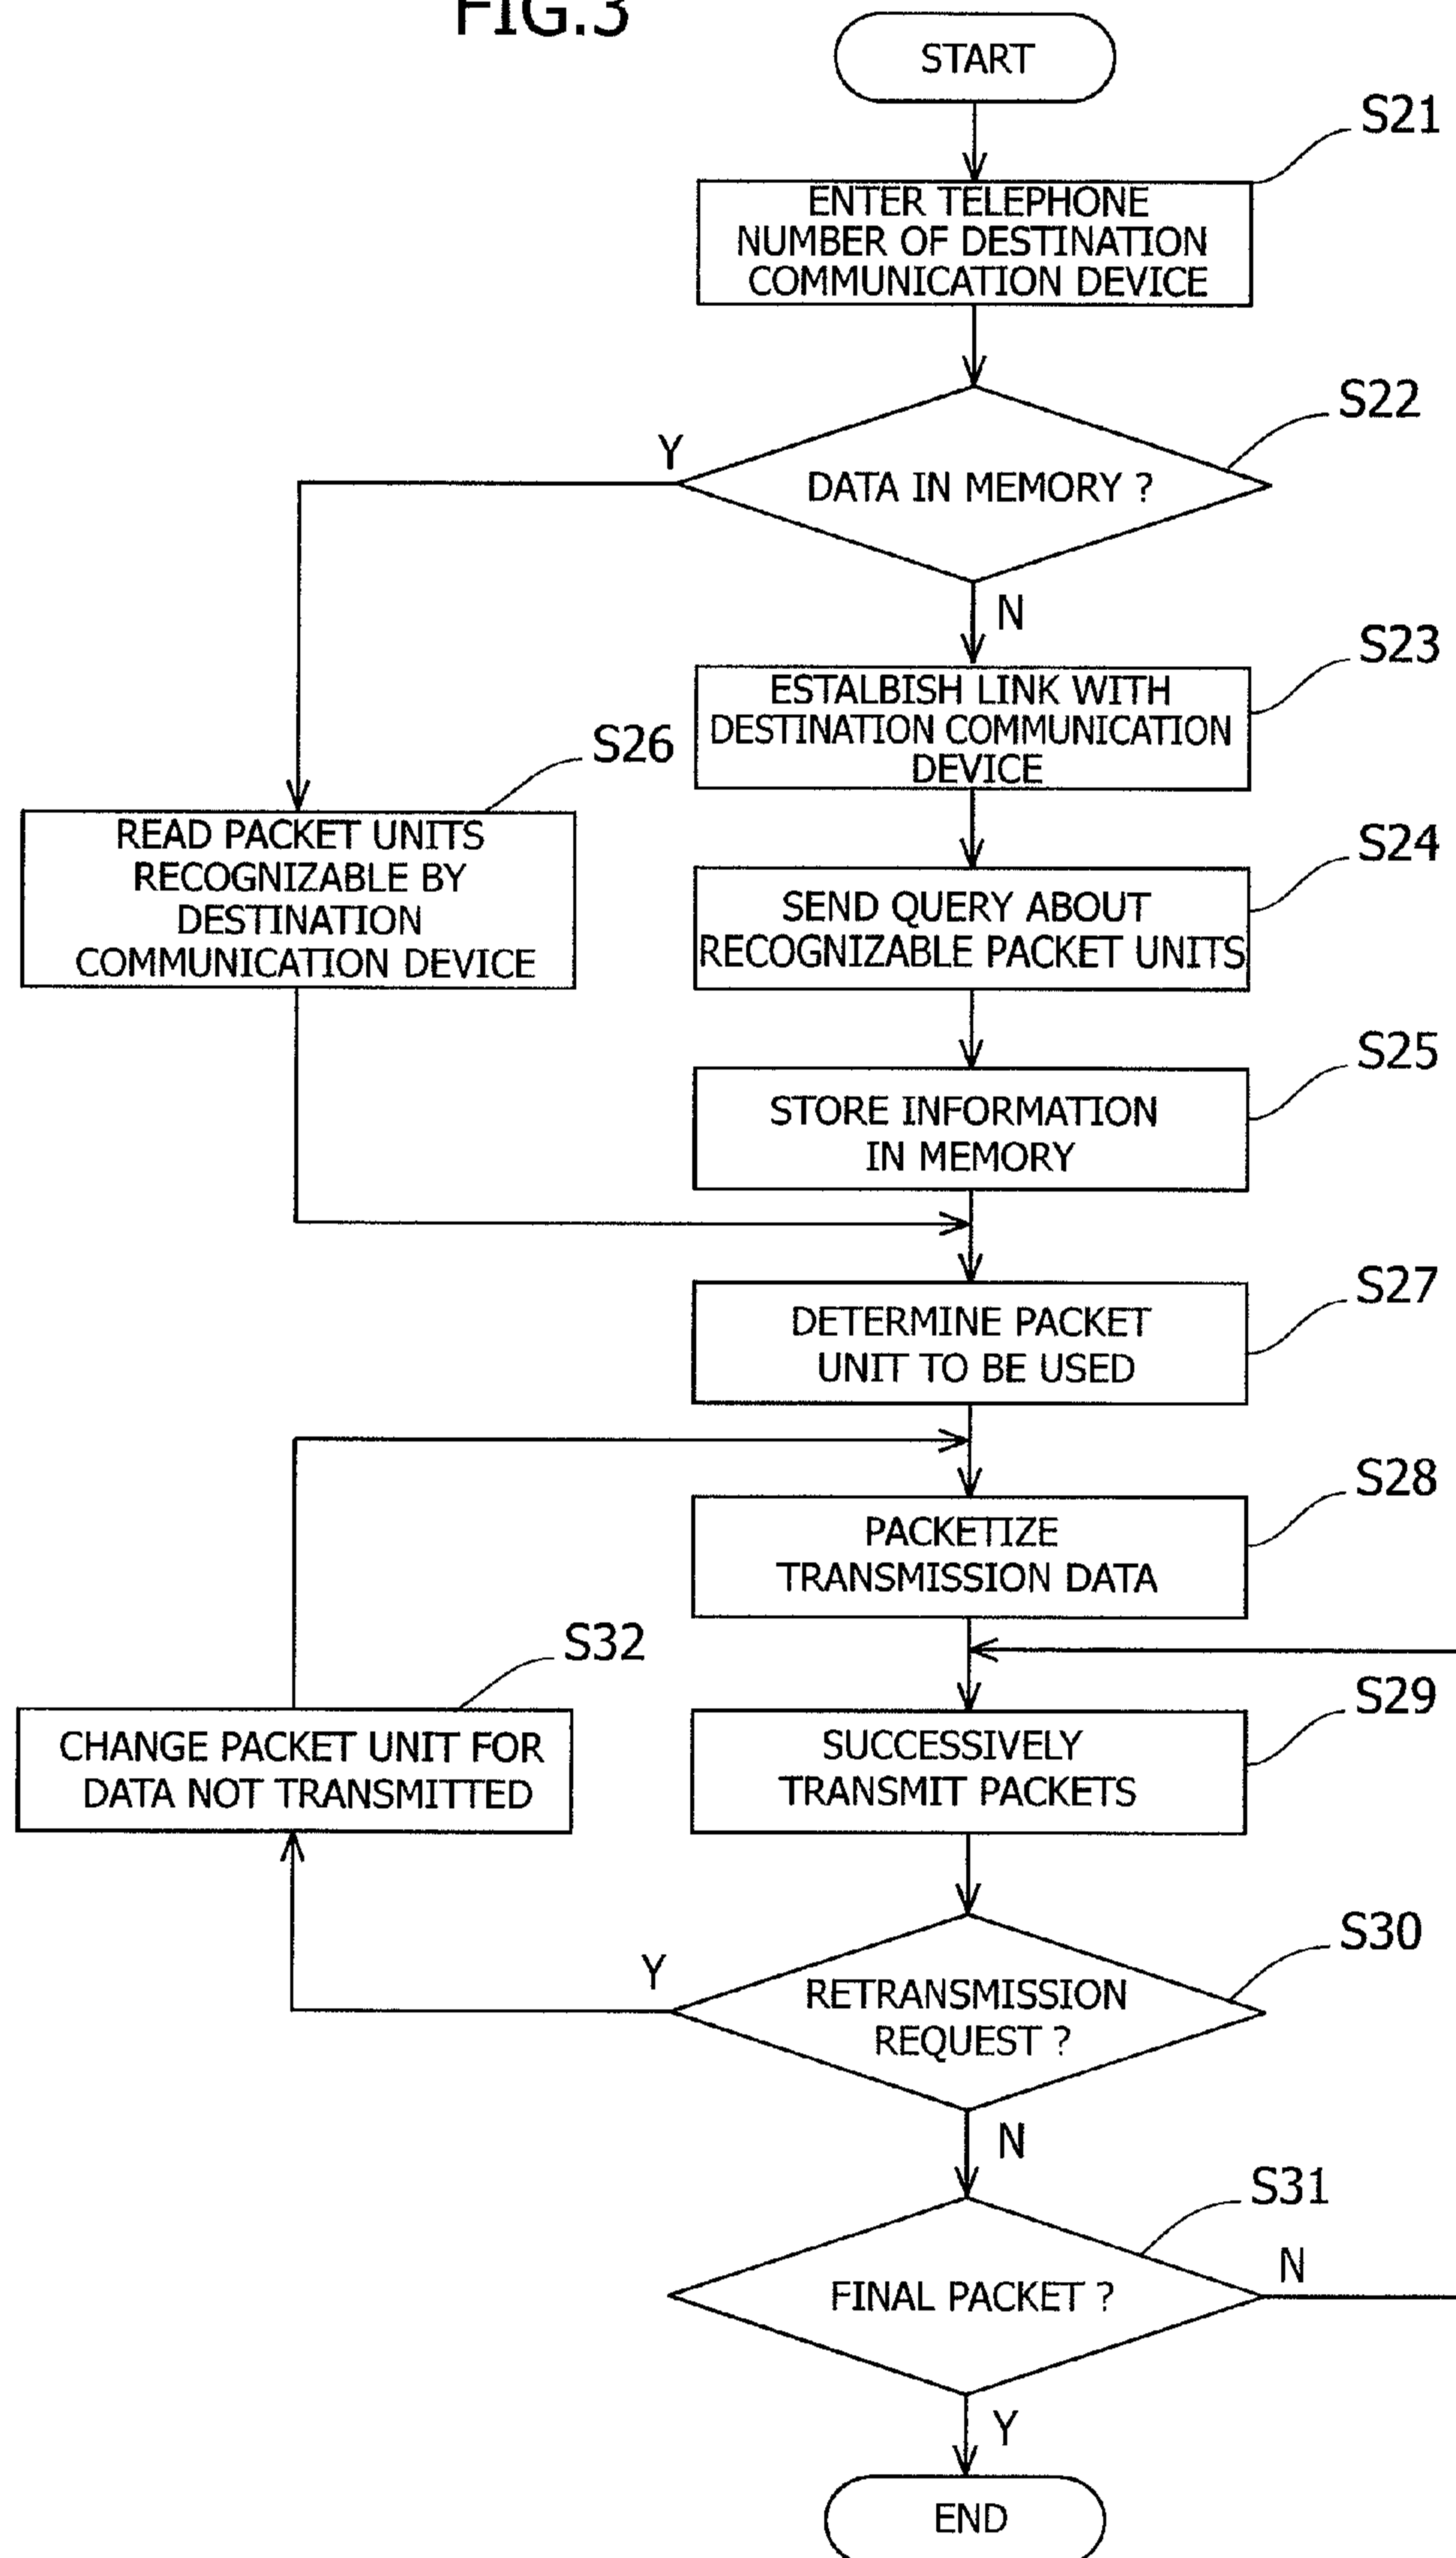 FIG.3
START
S21
ENTER TELEPHONE
NUMBER OF DESTINATION
COMMUNICATION DEVICE
S22
Y
DATA IN MEMORY ?
N
S23
ESTALBISH LINK WITH
DESTINATION COMMUNICATION
DEVICE
S26
READ PACKET UNITS
RECOGNIZABLE BY
DESTINATION
COMMUNICATION DEVICE
S24
SEND QUERY ABOUT
RECOGNIZABLE PACKET UNITS
S25
STORE INFORMATION
IN MEMORY
S27
DETERMINE PACKET
UNIT TO BE USED
S28
PACKETIZE
TRANSMISSION DATA
S32
CHANGE PACKET UNIT FOR
DATA NOT TRANSMITTED
S29
SUCCESSIVELY
TRANSMIT PACKETS
S30
Y
RETRANSMISSION
REQUEST ?
N
S31
FINAL PACKET ?
N
Y
END